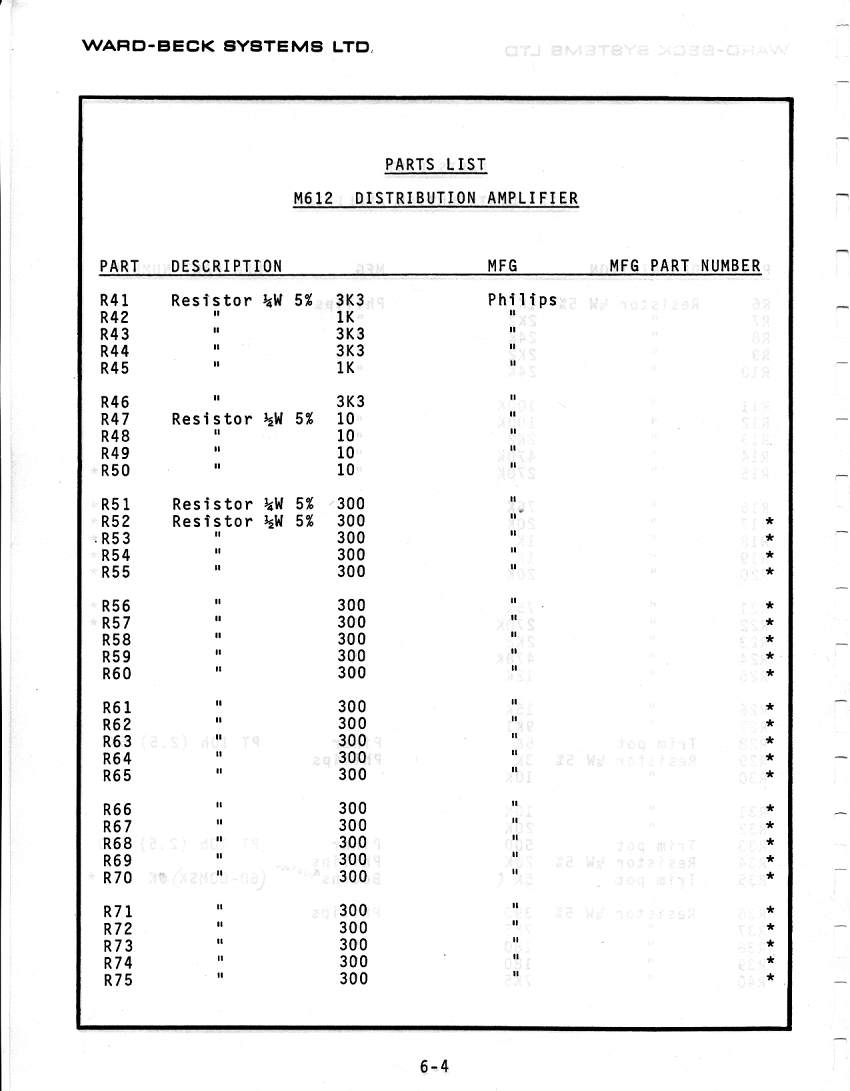 WARD-BECK SYSTEMS LTD.
PARTS LIST
M612 DISTRIBUTION AMPLIFIER
PART DESCRIPTION MFG MFG PART NUMBER
R41 Resistor ¼W 5% 3K3 Philips
R42 " 1K "
R43 " 3K3 "
R44 " 3K3 "
R45 " 1K "
R46 " 3K3 "
R47 Resistor ½W 5% 10 "
R48 " 10 "
R49 " 10 "
R50 " 10 "
R51 Resistor ¼W 5% 300 "
R52 Resistor ½W 5% 300 " *
R53 " 300 " *
R54 " 300 " *
R55 " 300 " *
R56 " 300 " *
R57 " 300 " *
R58 " 300 " *
R59 " 300 " *
R60 " 300 " *
R61 " 300 " *
R62 " 300 " *
R63 " 300 " *
R64 " 300 " *
R65 " 300 " *
R66 " 300 " *
R67 " 300 " *
R68 " 300 " *
R69 " 300 " *
R70 " 300 " *
R71 " 300 " *
R72 " 300 " *
R73 " 300 " *
R74 " 300 " *
R75 " 300 " *
6-4